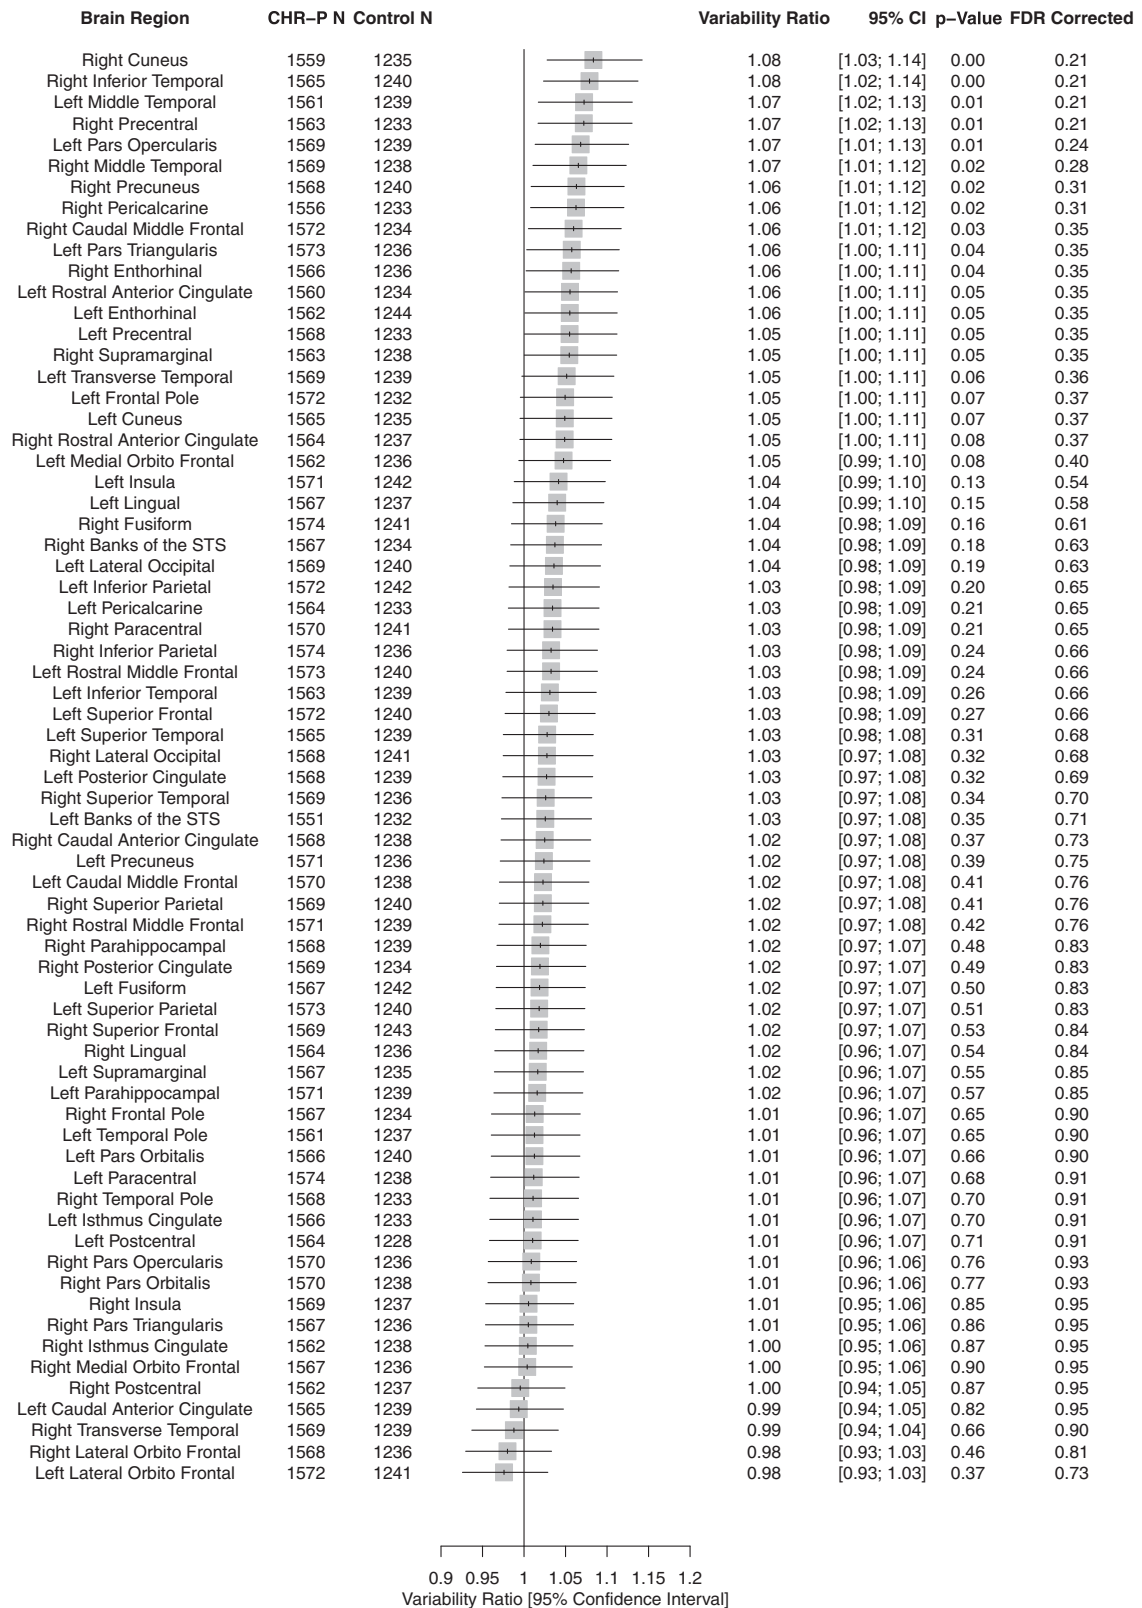 Brain Region CHR−P N Control N Variability Ratio 95% CI p−Value FDR Corrected
Right Cuneus 1559 1235 1.08 [1.03; 1.14] 0.00 0.21
Right Inferior Temporal 1565 1240 1.08 [1.02; 1.14] 0.00 0.21
Left Middle Temporal 1561 1239 1.07 [1.02; 1.13] 0.01 0.21
Right Precentral 1563 1233 1.07 [1.02; 1.13] 0.01 0.21
Left Pars Opercularis 1569 1239 1.07 [1.01; 1.13] 0.01 0.24
Right Middle Temporal 1569 1238 1.07 [1.01; 1.12] 0.02 0.28
Right Precuneus 1568 1240 1.06 [1.01; 1.12] 0.02 0.31
Right Pericalcarine 1556 1233 1.06 [1.01; 1.12] 0.02 0.31
Right Caudal Middle Frontal 1572 1234 1.06 [1.01; 1.12] 0.03 0.35
Left Pars Triangularis 1573 1236 1.06 [1.00; 1.11] 0.04 0.35
Right Enthorhinal 1566 1236 1.06 [1.00; 1.11] 0.04 0.35
Left Rostral Anterior Cingulate 1560 1234 1.06 [1.00; 1.11] 0.05 0.35
Left Enthorhinal 1562 1244 1.06 [1.00; 1.11] 0.05 0.35
Left Precentral 1568 1233 1.05 [1.00; 1.11] 0.05 0.35
Right Supramarginal 1563 1238 1.05 [1.00; 1.11] 0.05 0.35
Left Transverse Temporal 1569 1239 1.05 [1.00; 1.11] 0.06 0.36
Left Frontal Pole 1572 1232 1.05 [1.00; 1.11] 0.07 0.37
Left Cuneus 1565 1235 1.05 [1.00; 1.11] 0.07 0.37
Right Rostral Anterior Cingulate 1564 1237 1.05 [1.00; 1.11] 0.08 0.37
Left Medial Orbito Frontal 1562 1236 1.05 [0.99; 1.10] 0.08 0.40
Left Insula 1571 1242 1.04 [0.99; 1.10] 0.13 0.54
Left Lingual 1567 1237 1.04 [0.99; 1.10] 0.15 0.58
Right Fusiform 1574 1241 1.04 [0.98; 1.09] 0.16 0.61
Right Banks of the STS 1567 1234 1.04 [0.98; 1.09] 0.18 0.63
Left Lateral Occipital 1569 1240 1.04 [0.98; 1.09] 0.19 0.63
Left Inferior Parietal 1572 1242 1.03 [0.98; 1.09] 0.20 0.65
Left Pericalcarine 1564 1233 1.03 [0.98; 1.09] 0.21 0.65
Right Paracentral 1570 1241 1.03 [0.98; 1.09] 0.21 0.65
Right Inferior Parietal 1574 1236 1.03 [0.98; 1.09] 0.24 0.66
Left Rostral Middle Frontal 1573 1240 1.03 [0.98; 1.09] 0.24 0.66
Left Inferior Temporal 1563 1239 1.03 [0.98; 1.09] 0.26 0.66
Left Superior Frontal 1572 1240 1.03 [0.98; 1.09] 0.27 0.66
Left Superior Temporal 1565 1239 1.03 [0.98; 1.08] 0.31 0.68
Right Lateral Occipital 1568 1241 1.03 [0.97; 1.08] 0.32 0.68
Left Posterior Cingulate 1568 1239 1.03 [0.97; 1.08] 0.32 0.69
Right Superior Temporal 1569 1236 1.03 [0.97; 1.08] 0.34 0.70
Left Banks of the STS 1551 1232 1.03 [0.97; 1.08] 0.35 0.71
Right Caudal Anterior Cingulate 1568 1238 1.02 [0.97; 1.08] 0.37 0.73
Left Precuneus 1571 1236 1.02 [0.97; 1.08] 0.39 0.75
Left Caudal Middle Frontal 1570 1238 1.02 [0.97; 1.08] 0.41 0.76
Right Superior Parietal 1569 1240 1.02 [0.97; 1.08] 0.41 0.76
Right Rostral Middle Frontal 1571 1239 1.02 [0.97; 1.08] 0.42 0.76
Right Parahippocampal 1568 1239 1.02 [0.97; 1.07] 0.48 0.83
Right Posterior Cingulate 1569 1234 1.02 [0.97; 1.07] 0.49 0.83
Left Fusiform 1567 1242 1.02 [0.97; 1.07] 0.50 0.83
Left Superior Parietal 1573 1240 1.02 [0.97; 1.07] 0.51 0.83
Right Superior Frontal 1569 1243 1.02 [0.97; 1.07] 0.53 0.84
Right Lingual 1564 1236 1.02 [0.96; 1.07] 0.54 0.84
Left Supramarginal 1567 1235 1.02 [0.96; 1.07] 0.55 0.85
Left Parahippocampal 1571 1239 1.02 [0.96; 1.07] 0.57 0.85
Right Frontal Pole 1567 1234 1.01 [0.96; 1.07] 0.65 0.90
Left Temporal Pole 1561 1237 1.01 [0.96; 1.07] 0.65 0.90
Left Pars Orbitalis 1566 1240 1.01 [0.96; 1.07] 0.66 0.90
Left Paracentral 1574 1238 1.01 [0.96; 1.07] 0.68 0.91
Right Temporal Pole 1568 1233 1.01 [0.96; 1.07] 0.70 0.91
Left Isthmus Cingulate 1566 1233 1.01 [0.96; 1.07] 0.70 0.91
Left Postcentral 1564 1228 1.01 [0.96; 1.07] 0.71 0.91
Right Pars Opercularis 1570 1236 1.01 [0.96; 1.06] 0.76 0.93
Right Pars Orbitalis 1570 1238 1.01 [0.96; 1.06] 0.77 0.93
Right Insula 1569 1237 1.01 [0.95; 1.06] 0.85 0.95
Right Pars Triangularis 1567 1236 1.01 [0.95; 1.06] 0.86 0.95
Right Isthmus Cingulate 1562 1238 1.00 [0.95; 1.06] 0.87 0.95
Right Medial Orbito Frontal 1567 1236 1.00 [0.95; 1.06] 0.90 0.95
Right Postcentral 1562 1237 1.00 [0.94; 1.05] 0.87 0.95
Left Caudal Anterior Cingulate 1565 1239 0.99 [0.94; 1.05] 0.82 0.95
Right Transverse Temporal 1569 1239 0.99 [0.94; 1.04] 0.66 0.90
Right Lateral Orbito Frontal 1568 1236 0.98 [0.93; 1.03] 0.46 0.81
Left Lateral Orbito Frontal 1572 1241 0.98 [0.93; 1.03] 0.37 0.73
0.9 0.95 1 1.05 1.1 1.15 1.2
Variability Ratio [95% Confidence Interval]